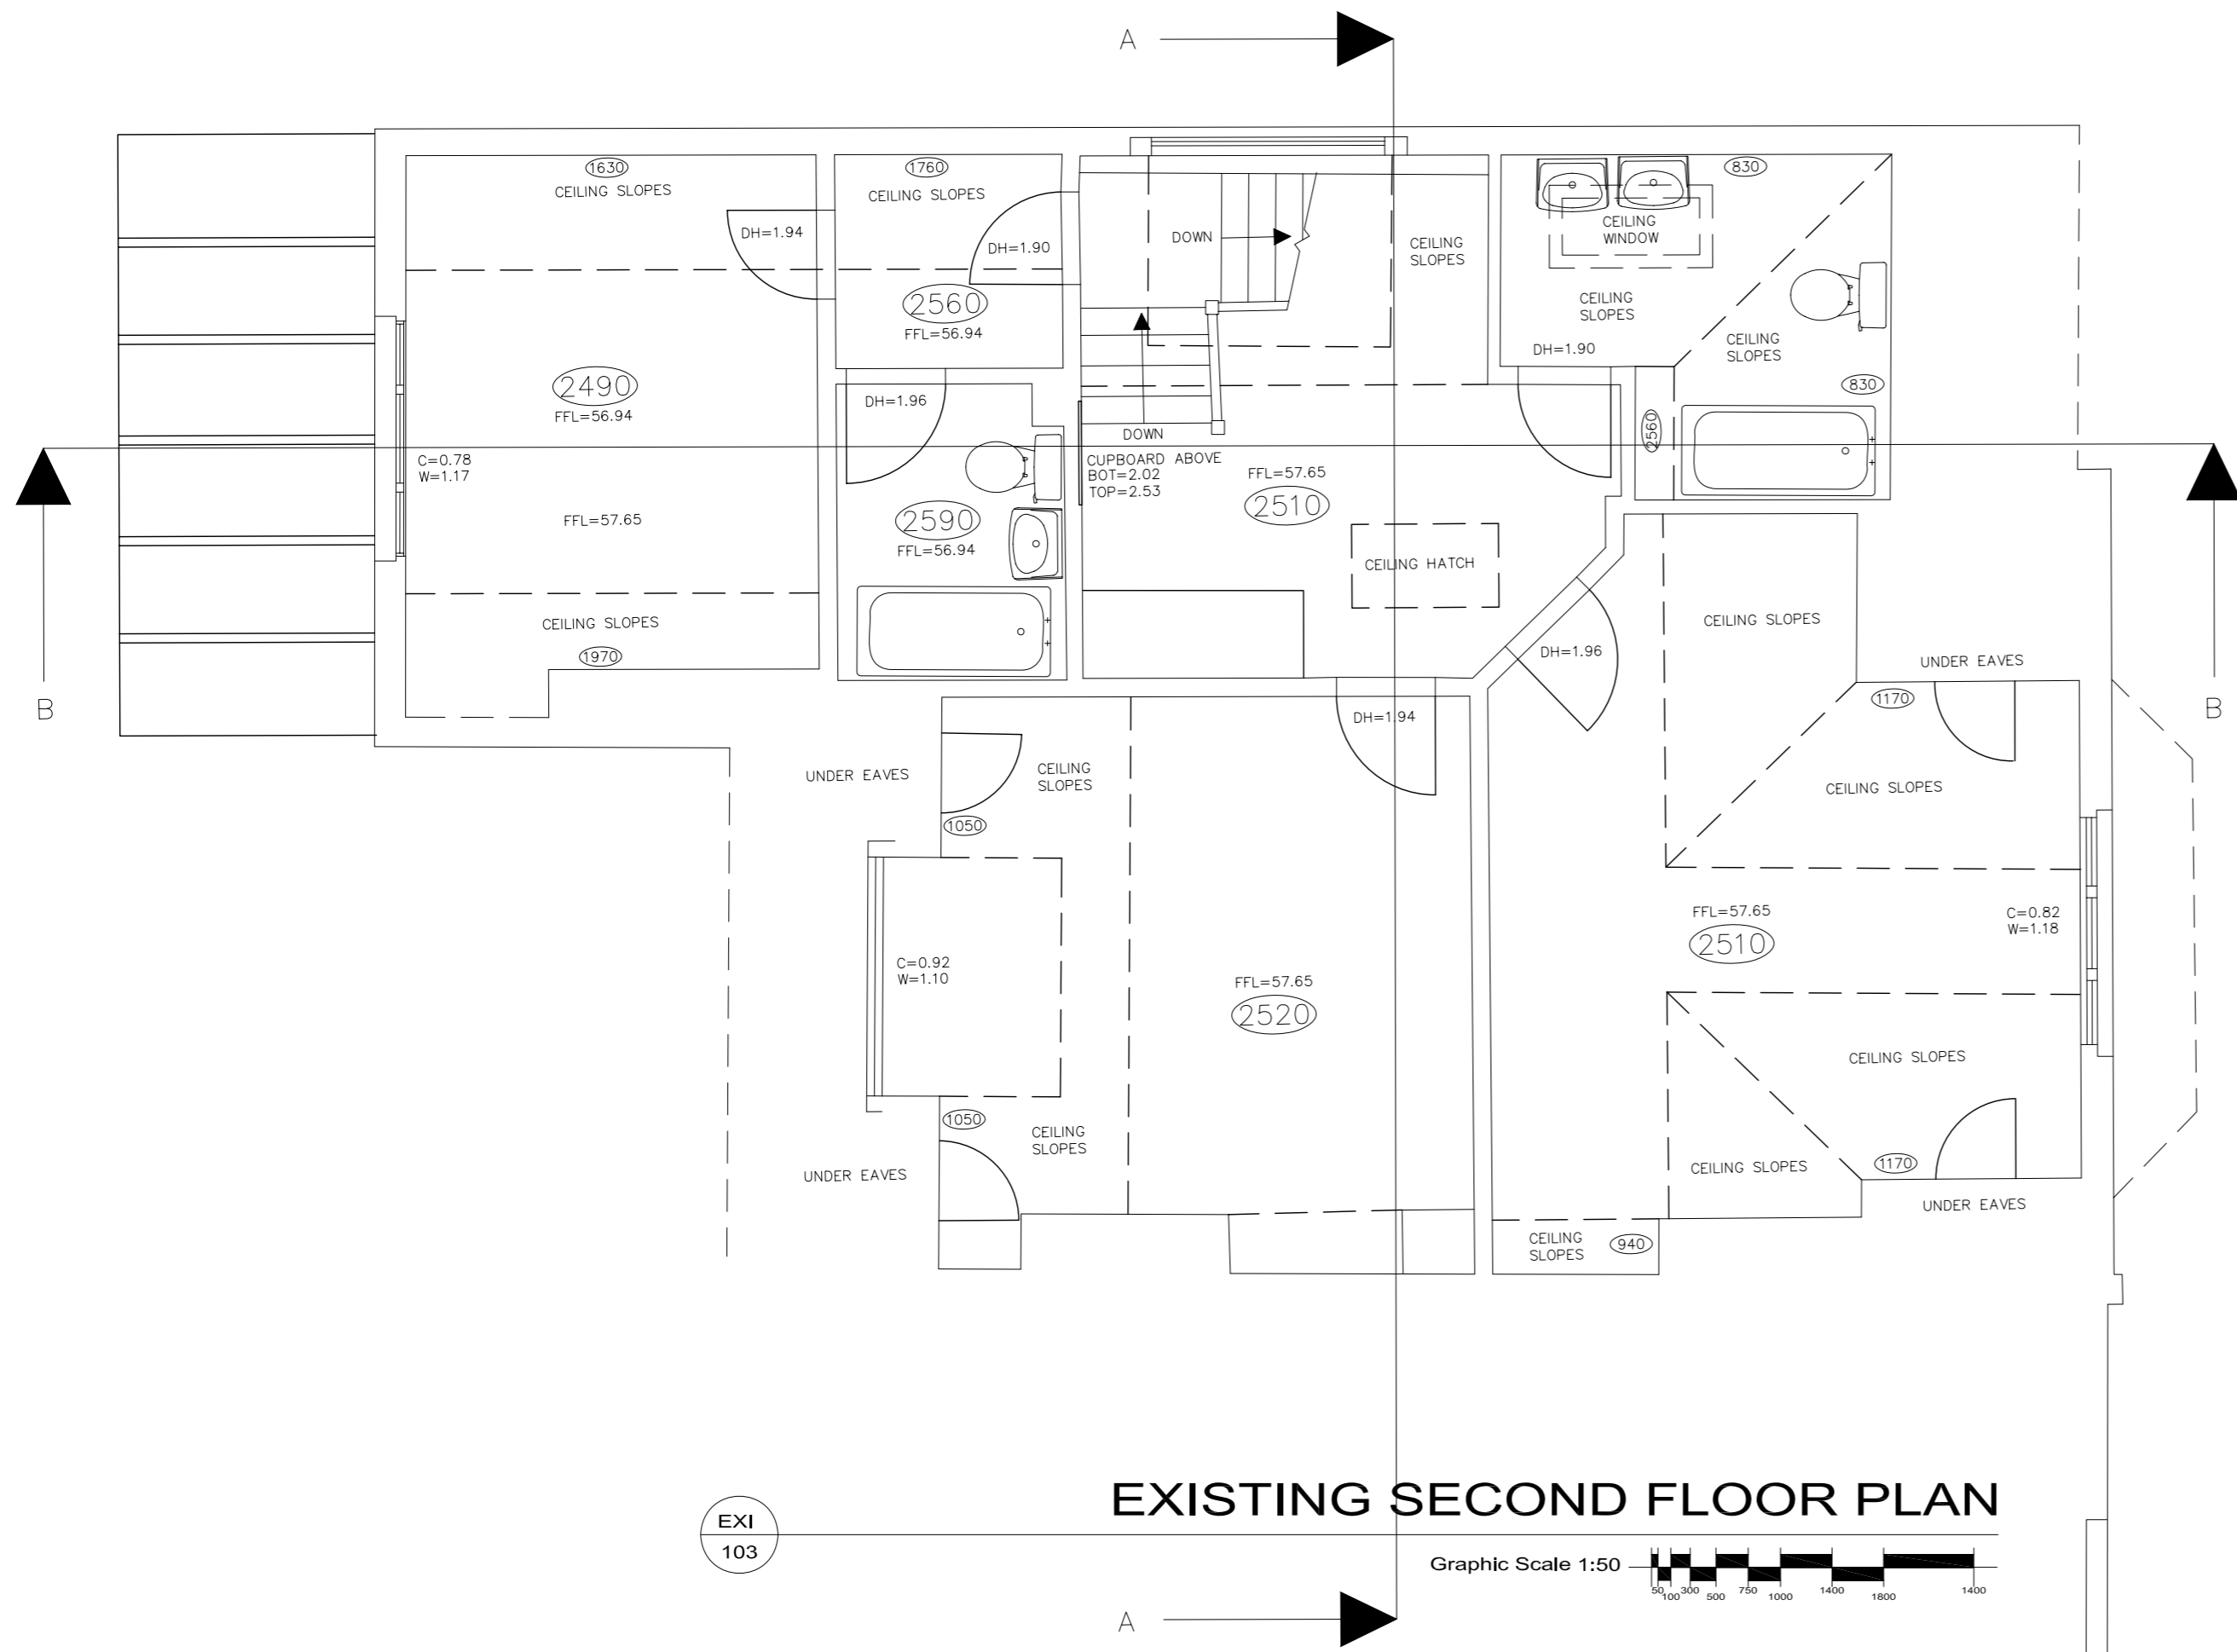 A
1630
CEILING SLOPES
1760
CEILING SLOPES
830
DH=1.94
DH=1.90
DOWN
CEILING
SLOPES
CEILING
WINDOW
2560
FFL=56.94
CEILING
SLOPES
CEILING
SLOPES
DH=1.90
830
2490
FFL=56.94
DH=1.96
DOWN
2560
C=0.78
W=1.17
CUPBOARD ABOVE
BOT=2.02
TOP=2.53
FFL=57.65
2510
FFL=57.65
2590
FFL=56.94
CEILING HATCH
CEILING SLOPES
1970
CEILING SLOPES
DH=1.96
UNDER EAVES
B
B
1170
DH=1.94
UNDER EAVES
CEILING
SLOPES
CEILING SLOPES
1050
C=0.92
W=1.10
FFL=57.65
2510
C=0.82
W=1.18
FFL=57.65
2520
CEILING SLOPES
1050
CEILING
SLOPES
UNDER EAVES
CEILING SLOPES
1170
UNDER EAVES
CEILING
SLOPES
940
EXISTING SECOND FLOOR PLAN
EXI
103
Graphic Scale 1:50
50
100
300
500
750
1000
1400
1800
1400
A